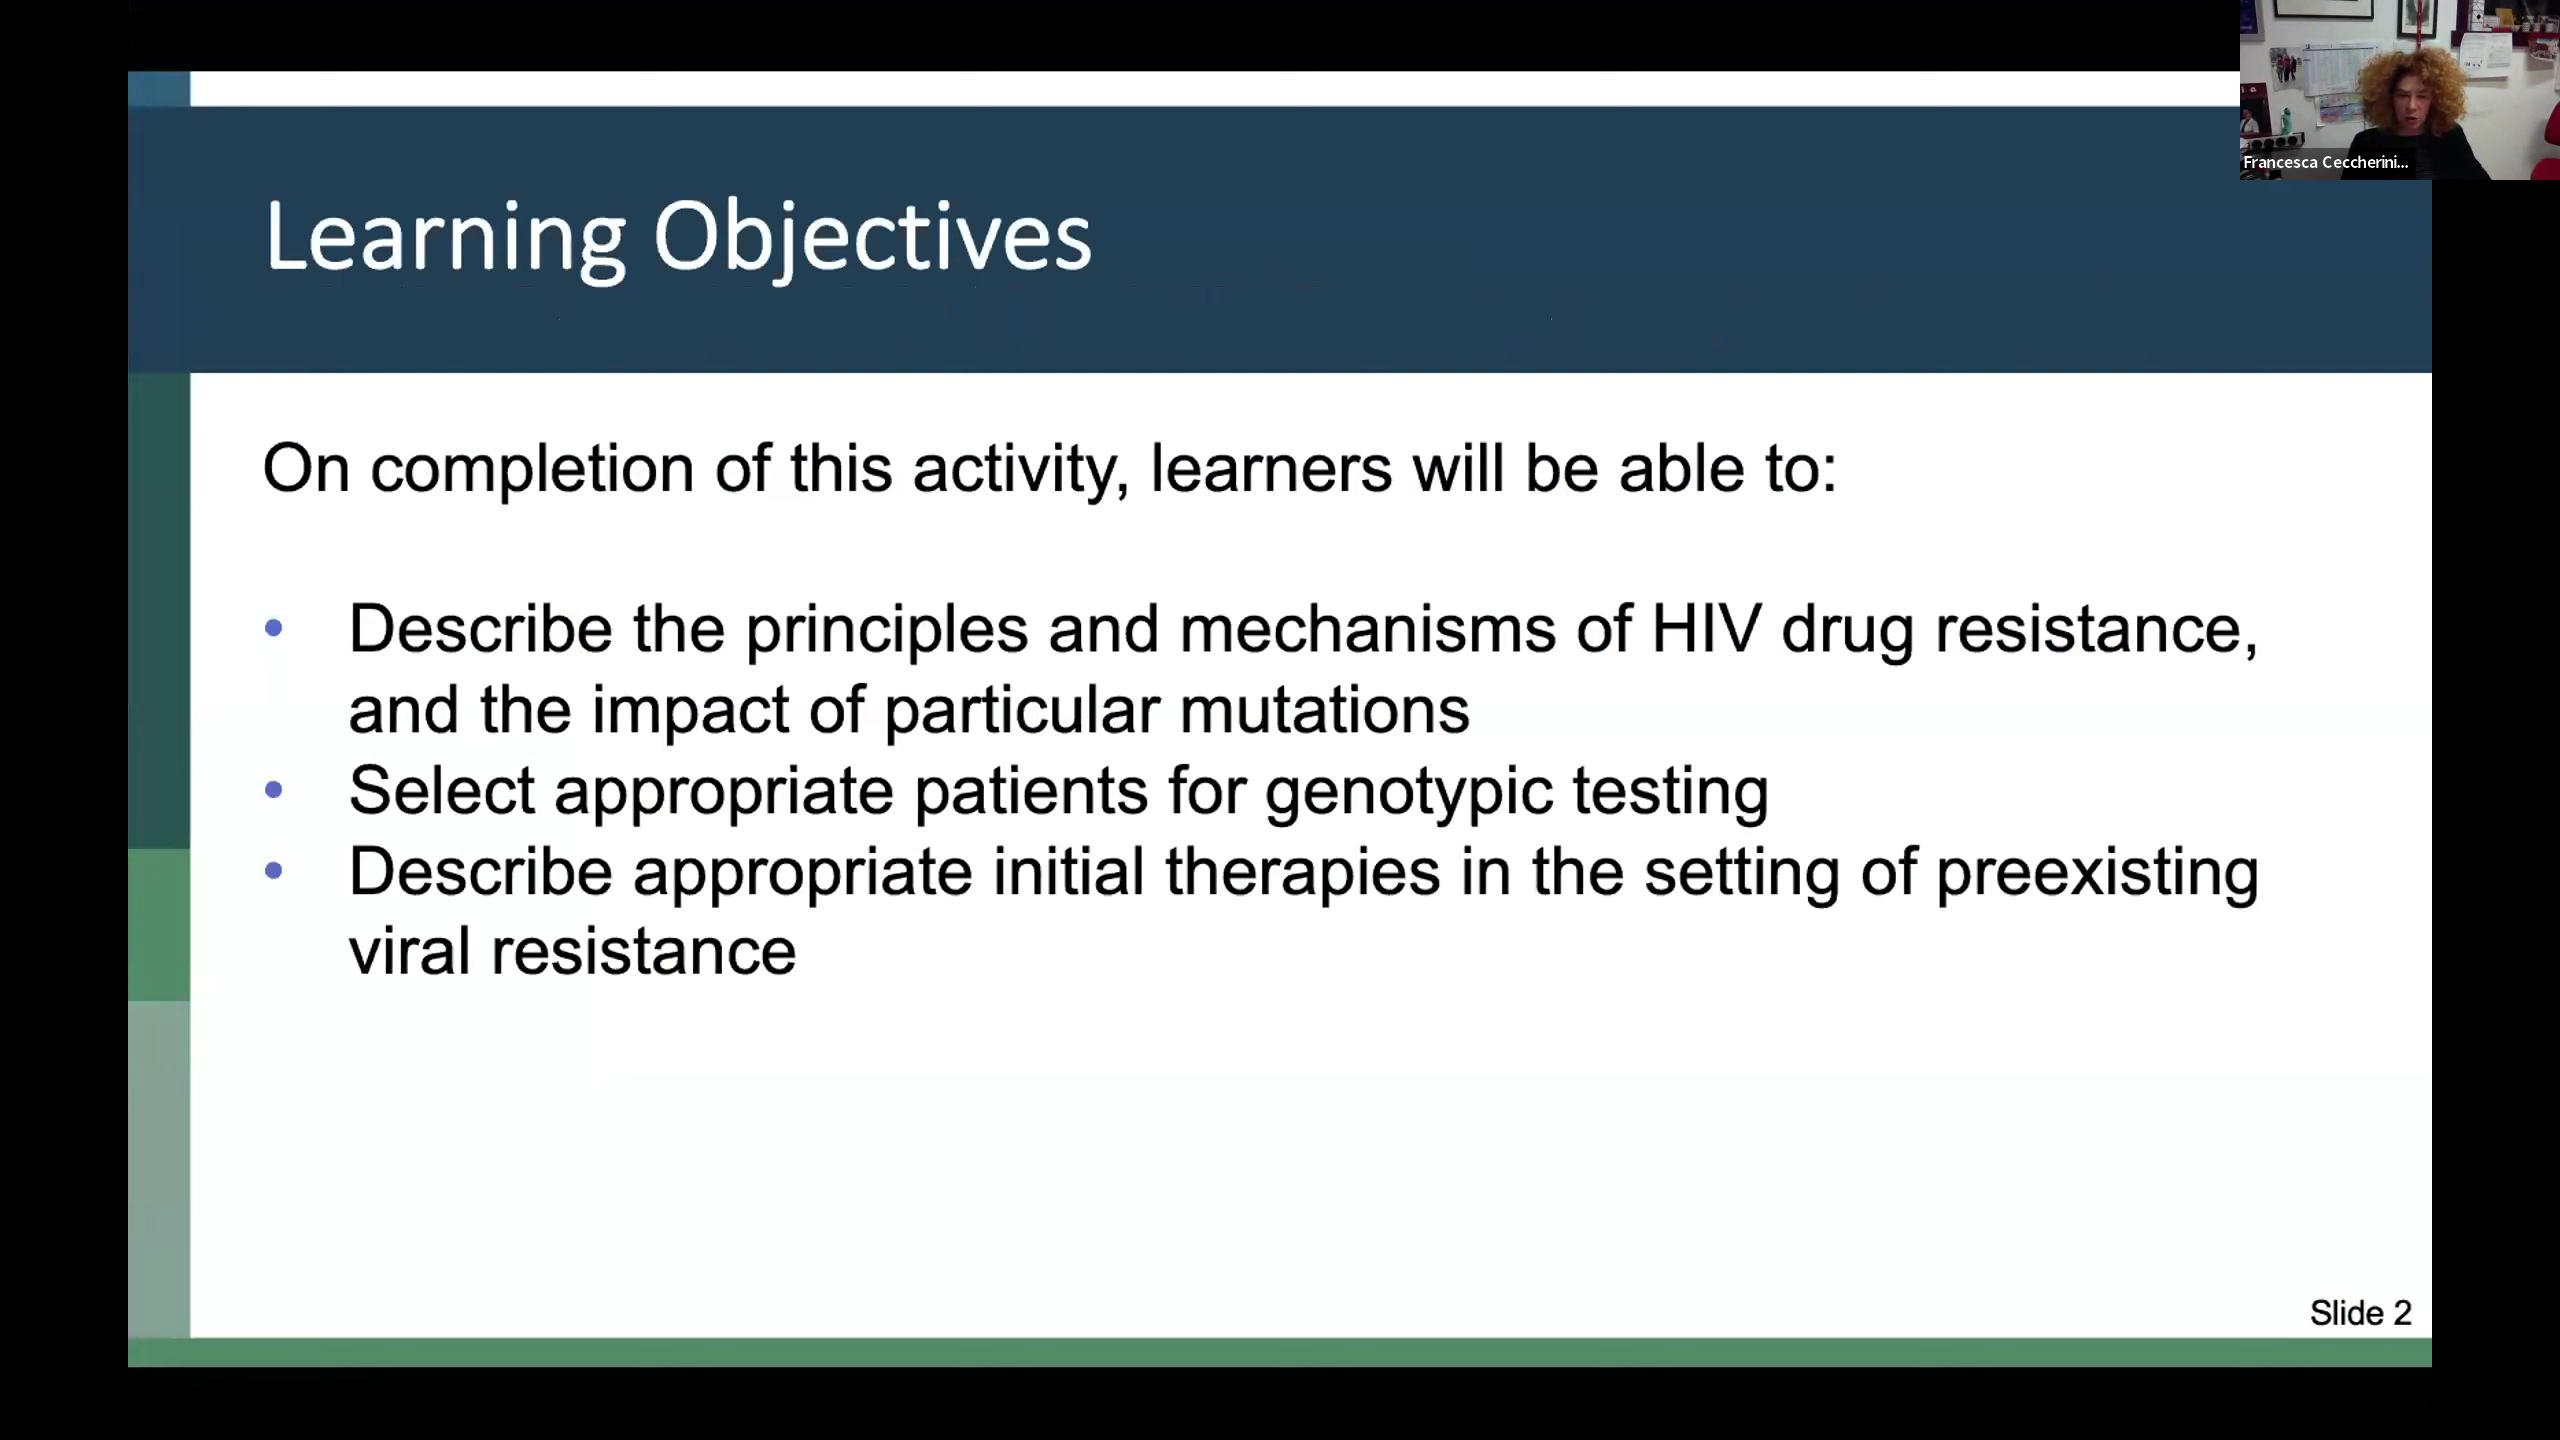 Francesca Ceccherini...
Learning Objectives
On completion of this activity, learners will be able to:
• Describe the principles and mechanisms of HIV drug resistance,
and the impact of particular mutations
• Select appropriate patients for genotypic testing
• Describe appropriate initial therapies in the setting of preexisting
viral resistance
Slide 2